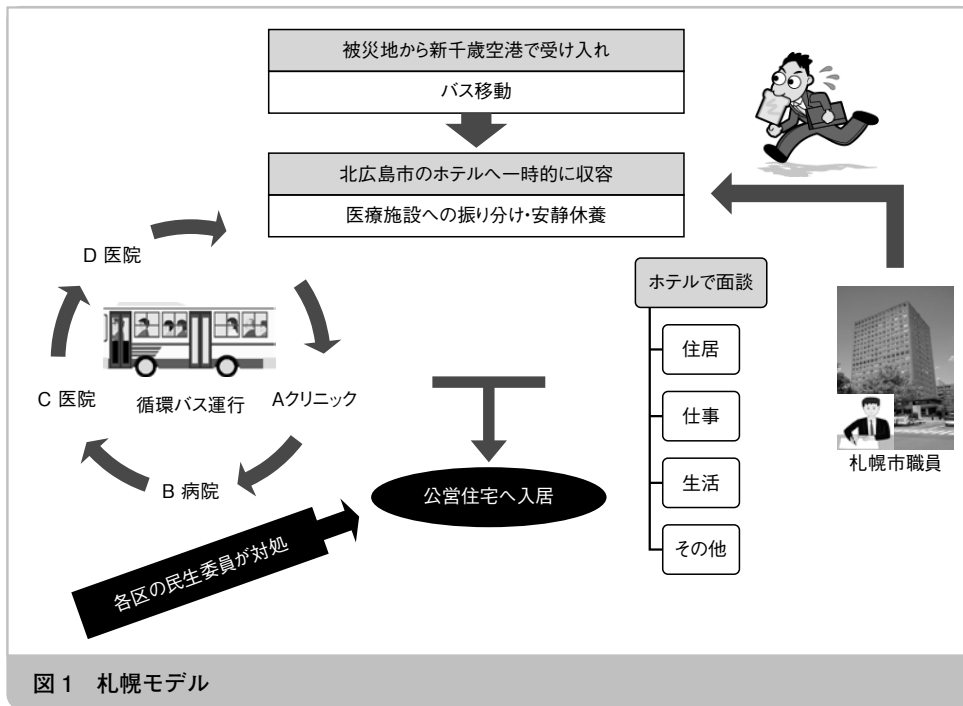 被災地から新千歳空港で受け入れ
バス移動
北広島市のホテルへ一時的に収容
医療施設への振り分け・安静休養
D 医院
ホテルで面談
住居
C 医院
循環バス運行
Aクリニック
仕事
札幌市職員
B 病院
公営住宅へ入居
生活
その他
各区の民生委員が対処
図1 札幌モデル